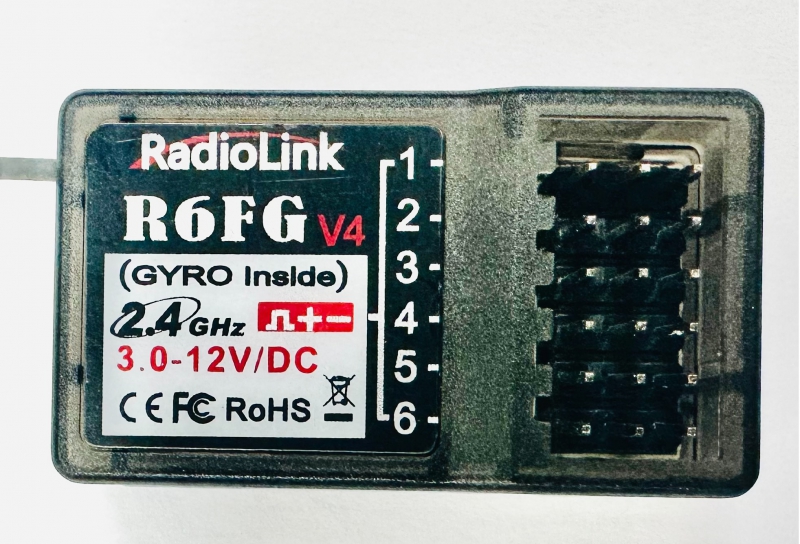 RadioLink
R6FG V4
(GYRO Inside)
2.4GHz + -
3.0-12V/DC
CE FC RoHS
1
2
3
4
5
6